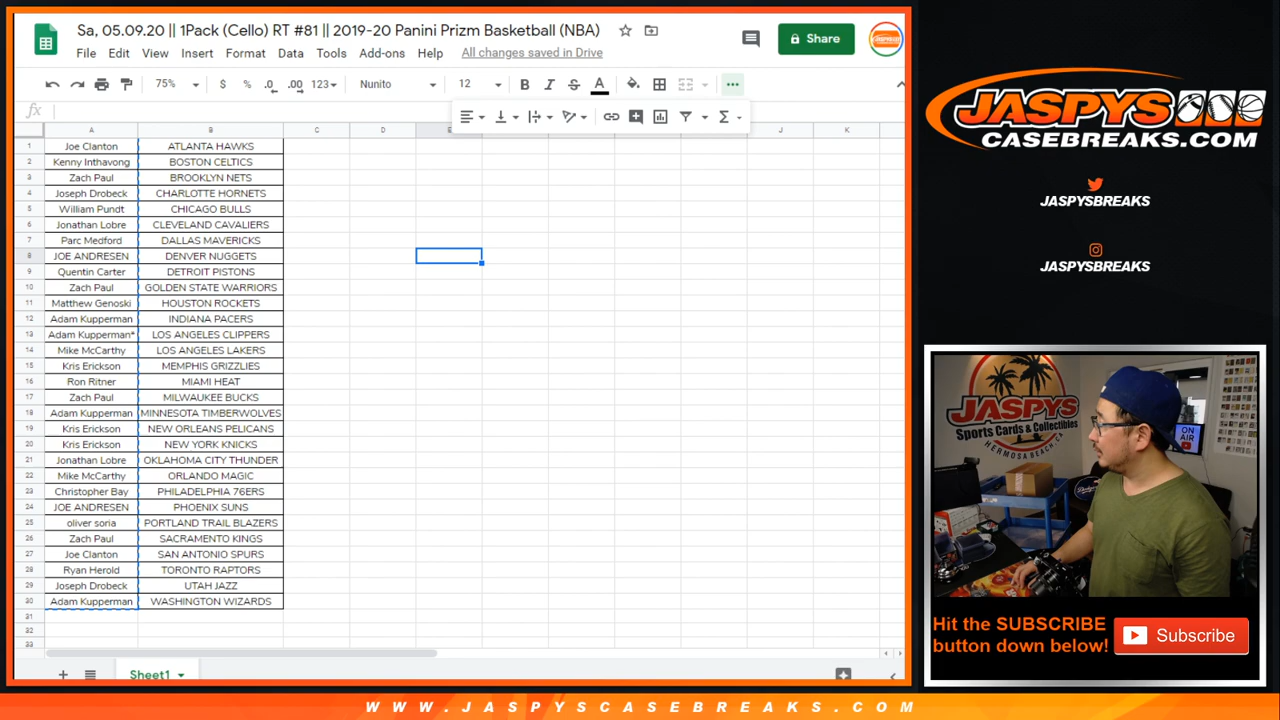 Sa, 05.09.20 || 1Pack (Cello) RT #81 || 2019-20 Panini Prizm Basketball (NBA)
File Edit View Insert Format Data Tools Add-ons Help All changes saved in Drive
Share
75% $ % .0 .00 123 Nunito 12 B I S A
fx
A B C D E J K
1 Joe Clanton ATLANTA HAWKS
2 Kenny Inthavong BOSTON CELTICS
3 Zach Paul BROOKLYN NETS
4 Joseph Drobeck CHARLOTTE HORNETS
5 William Pundt CHICAGO BULLS
6 Jonathan Lobre CLEVELAND CAVALIERS
7 Parc Medford DALLAS MAVERICKS
8 JOE ANDRESEN DENVER NUGGETS
9 Quentin Carter DETROIT PISTONS
10 Zach Paul GOLDEN STATE WARRIORS
11 Matthew Genoski HOUSTON ROCKETS
12 Adam Kupperman INDIANA PACERS
13 Adam Kupperman* LOS ANGELES CLIPPERS
14 Mike McCarthy LOS ANGELES LAKERS
15 Kris Erickson MEMPHIS GRIZZLIES
16 Ron Ritner MIAMI HEAT
17 Zach Paul MILWAUKEE BUCKS
18 Adam Kupperman MINNESOTA TIMBERWOLVES
19 Kris Erickson NEW ORLEANS PELICANS
20 Kris Erickson NEW YORK KNICKS
21 Jonathan Lobre OKLAHOMA CITY THUNDER
22 Mike McCarthy ORLANDO MAGIC
23 Christopher Bay PHILADELPHIA 76ERS
24 JOE ANDRESEN PHOENIX SUNS
25 oliver soria PORTLAND TRAIL BLAZERS
26 Zach Paul SACRAMENTO KINGS
27 Joe Clanton SAN ANTONIO SPURS
28 Ryan Herold TORONTO RAPTORS
29 Joseph Drobeck UTAH JAZZ
30 Adam Kupperman WASHINGTON WIZARDS
31
32
33
Sheet1
JASPYS
CASEBREAKS.COM
JASPYSBREAKS
JASPYSBREAKS
JASPYS
Sports Cards & Collectibles
HERMOSA BEACH, CA
ON AIR
Hit the SUBSCRIBE
button down below!
Subscribe
WWW.JASPYSCASEBREAKS.COM